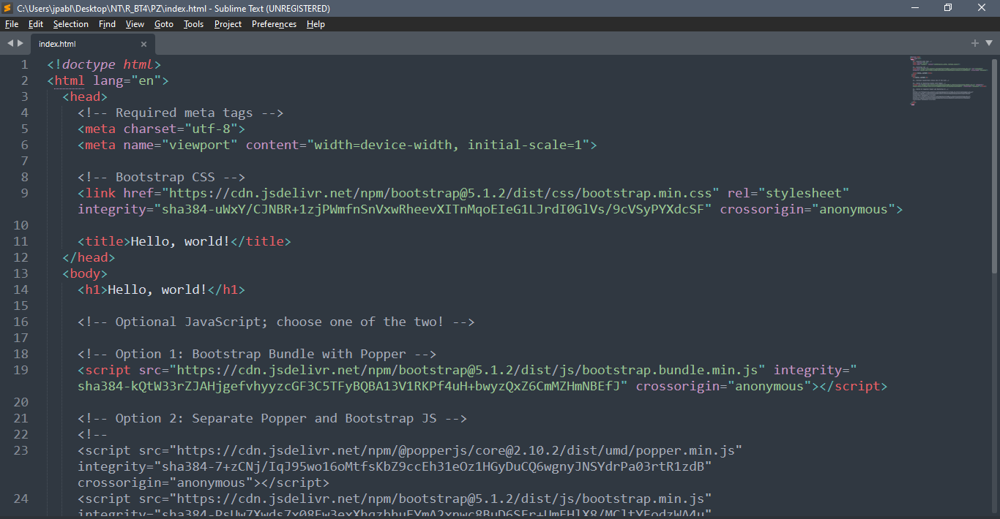 C:\Users\jpabl\Desktop\NT\R_BT4\PZ\index.html - Sublime Text (UNREGISTERED)
File Edit Selection Find View Goto Tools Project Preferences Help
index.html
1 <!doctype html>
2 <html lang="en">
3 <head>
4 <!-- Required meta tags -->
5 <meta charset="utf-8">
6 <meta name="viewport" content="width=device-width, initial-scale=1">
7
8 <!-- Bootstrap CSS -->
9 <link href="https://cdn.jsdelivr.net/npm/bootstrap@5.1.2/dist/css/bootstrap.min.css" rel="stylesheet"
integrity="sha384-uWxY/CJNBR+1zjPWmfnSnVxwRheevXITnMqoEIeG1LJrdI0GlVs/9cVSyPYXdcSF" crossorigin="anonymous">
10
11 <title>Hello, world!</title>
12 </head>
13 <body>
14 <h1>Hello, world!</h1>
15
16 <!-- Optional JavaScript; choose one of the two! -->
17
18 <!-- Option 1: Bootstrap Bundle with Popper -->
19 <script src="https://cdn.jsdelivr.net/npm/bootstrap@5.1.2/dist/js/bootstrap.bundle.min.js" integrity="
sha384-kQtW33rZJAHjgefvhyyzcGF3C5TFyBQBA13V1RKPf4uH+bwyzQxZ6CmMZHmNBEfJ" crossorigin="anonymous"></script>
20
21 <!-- Option 2: Separate Popper and Bootstrap JS -->
22 <!--
23 <script src="https://cdn.jsdelivr.net/npm/@popperjs/core@2.10.2/dist/umd/popper.min.js"
integrity="sha384-7+zCNj/IqJ95wo16oMtfsKbZ9ccEh31eOz1HGyDuCQ6wgnyJNSYdrPa03rtR1zdB"
crossorigin="anonymous"></script>
24 <script src="https://cdn.jsdelivr.net/npm/bootstrap@5.1.2/dist/js/bootstrap.min.js"